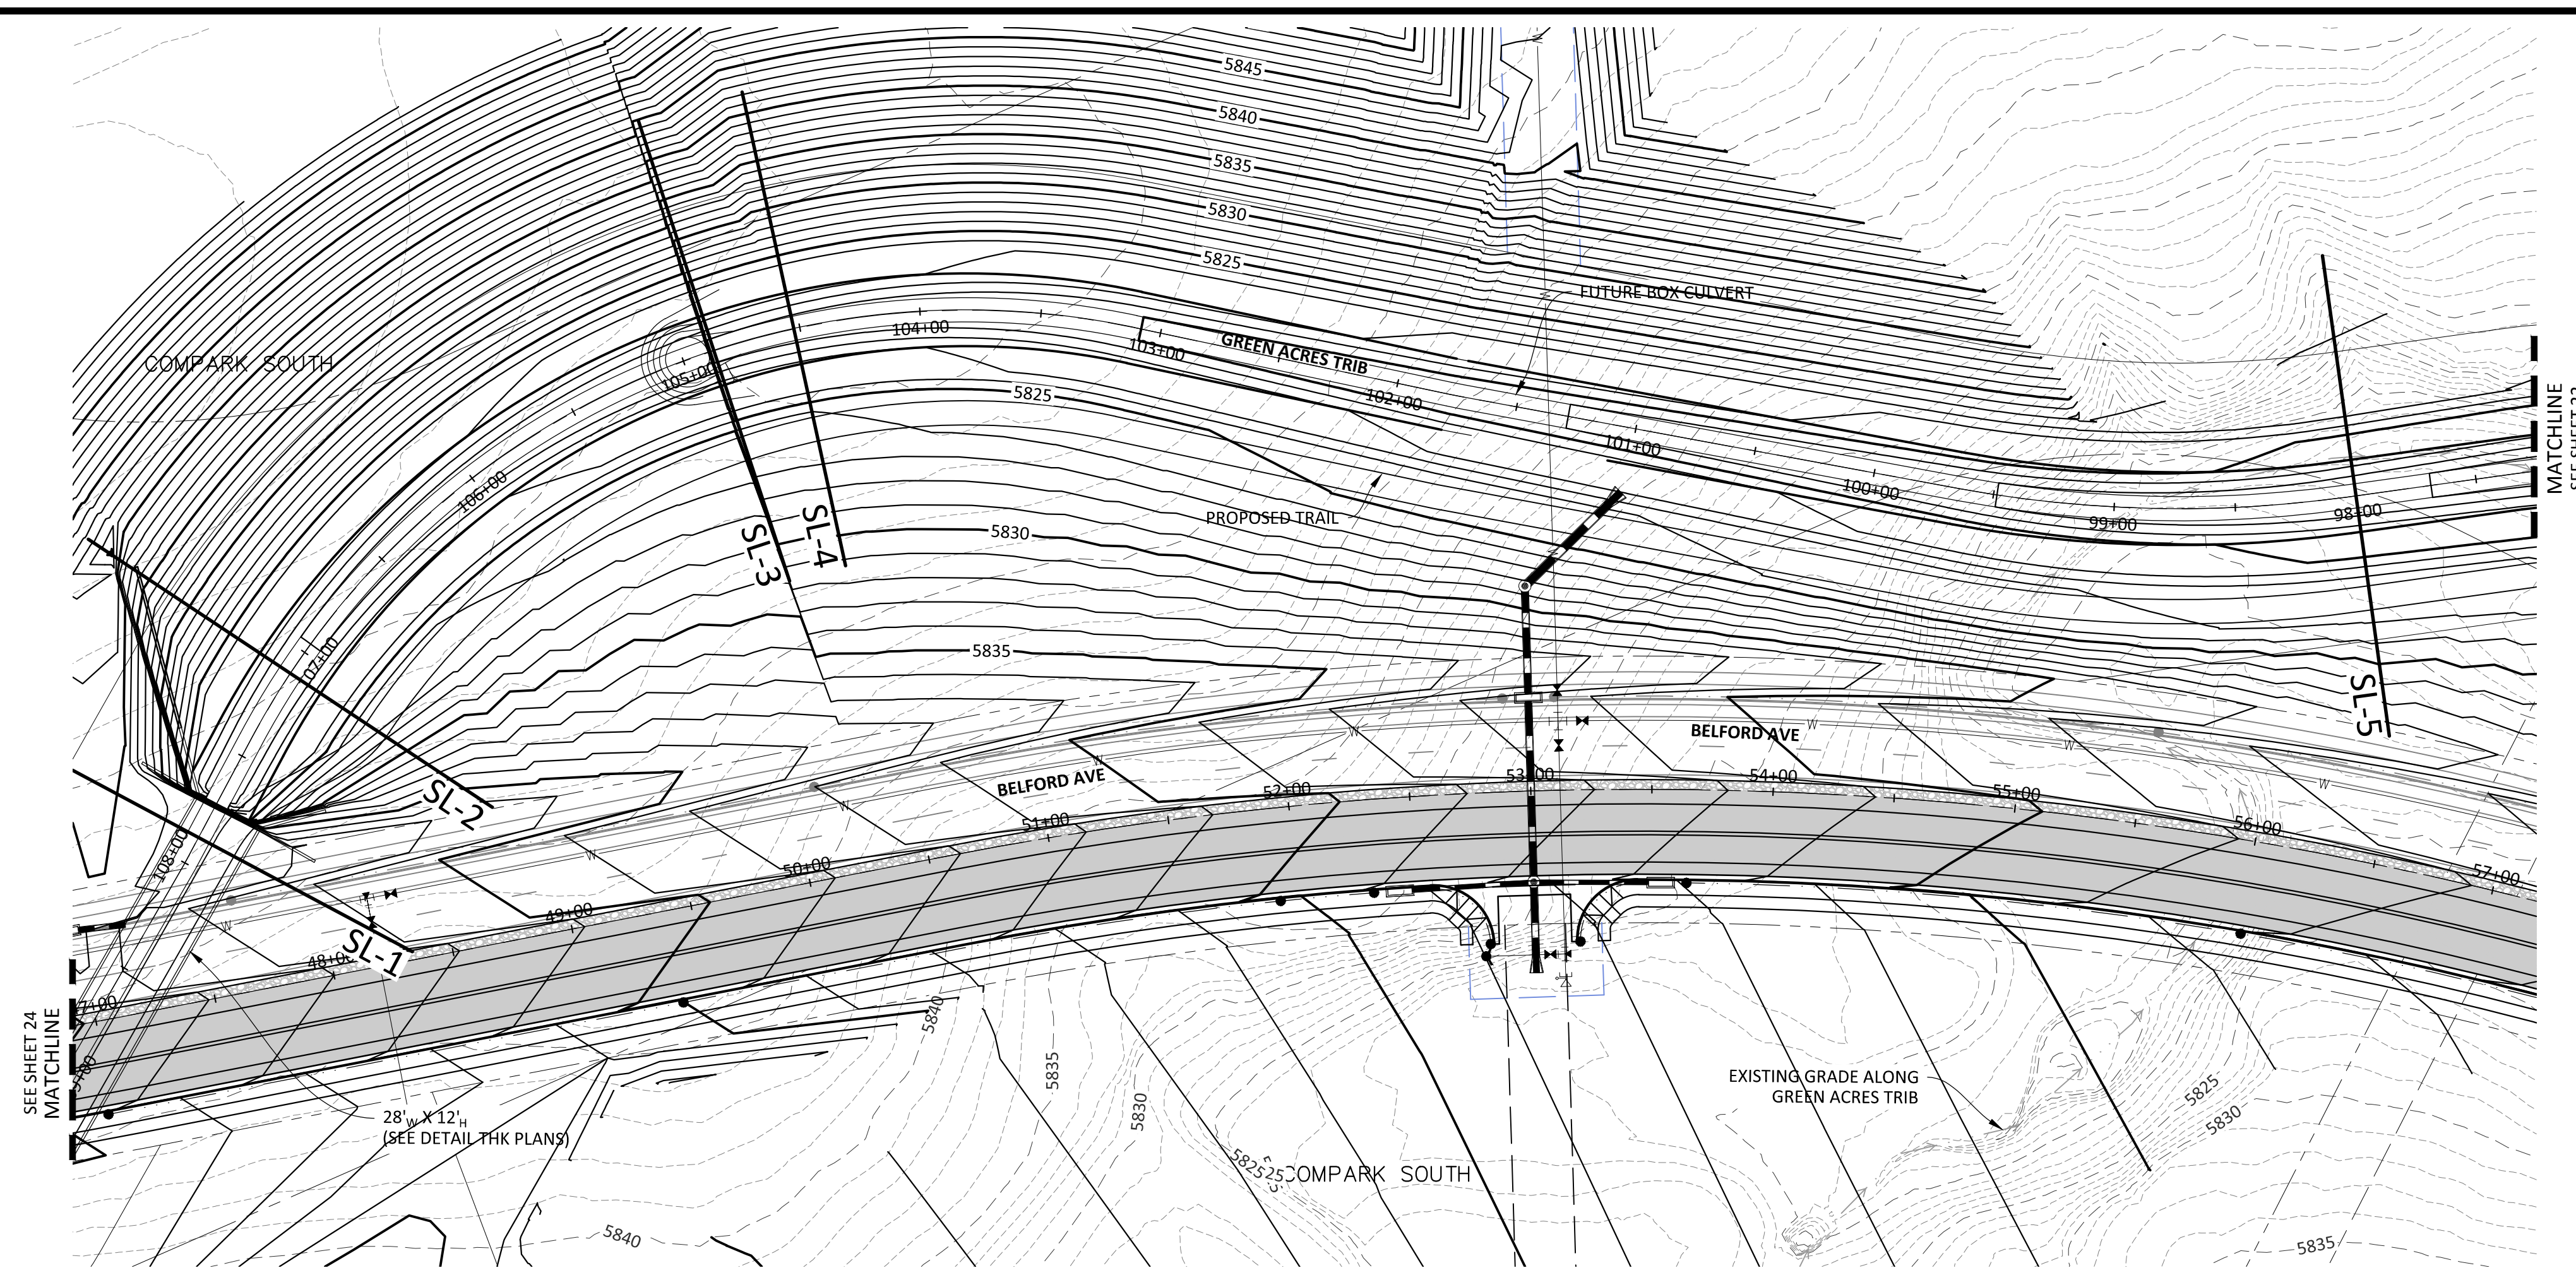 5845
5840
5835
5830
5825
FUTURE BOX CULVERT
104+00
103+00
GREEN ACRES TRIB
105+00
102+00
5825
101+00
COMPARK SOUTH
100+00
99+00
98+00
MATCHLINE
106+00
PROPOSED TRAIL
5830
SL-3
SL-4
5835
SL-5
SL-2
BELFORD AVE
BELFORD AVE
W
W
W
W
W
W
W
W
53+00
54+00
52+00
55+00
51+00
56+00
50+00
57+00
49+00
108+00
48+00
SL-1
SEE SHEET 24
MATCHLINE
5840
5835
5830
28'W X 12'H
(SEE DETAIL THK PLANS)
EXISTING GRADE ALONG
GREEN ACRES TRIB
5825
5830
5825
COMPARK SOUTH
5840
5835